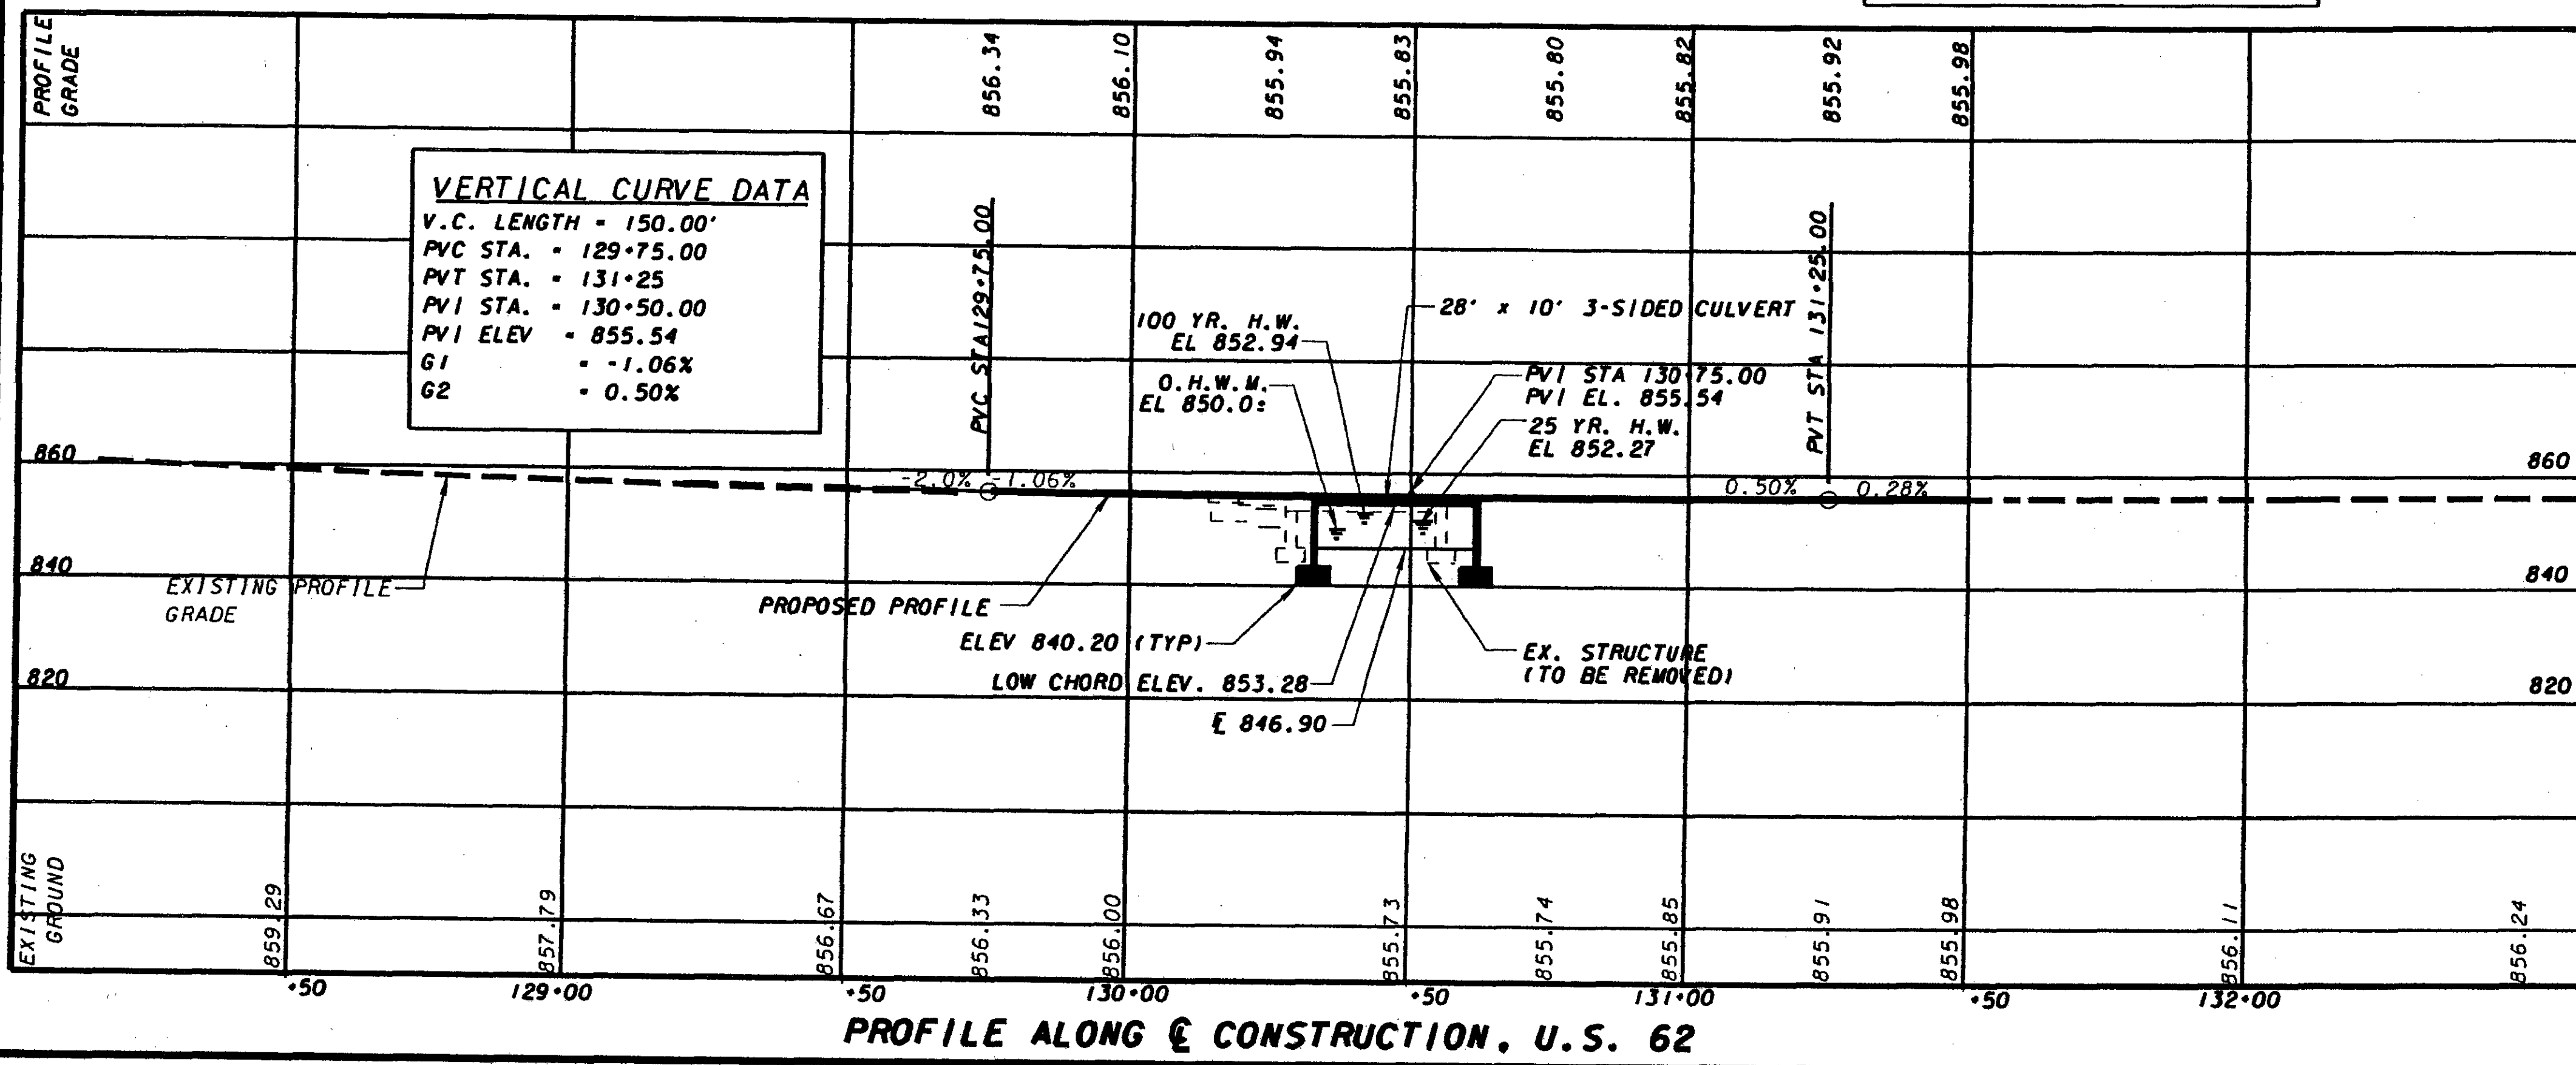 PROFILE
GRADE
856.34
856.10
855.94
855.83
855.80
855.82
855.92
855.98
VERTICAL CURVE DATA
V.C. LENGTH = 150.00'
PVC STA. = 129+75.00
PVT STA. = 131+25
PVI STA. = 130+50.00
PVI ELEV = 855.54
G1 = -1.06%
G2 = 0.50%
PVC STA129+75.00
PVT STA 131+25.00
28' x 10' 3-SIDED CULVERT
100 YR. H.W.
EL 852.94
O.H.W.M.
EL 850.0±
PVI STA 130+75.00
PVI EL. 855.54
25 YR. H.W.
EL 852.27
860
860
-2.0%
-1.06%
0.50%
0.28%
840
840
EXISTING PROFILE
GRADE
PROPOSED PROFILE
ELEV 840.20 (TYP)
EX. STRUCTURE
(TO BE REMOVED)
LOW CHORD ELEV. 853.28
820
820
℄ 846.90
EXISTING
GROUND
859.29
857.79
856.67
856.33
856.00
855.73
855.74
855.85
855.91
855.98
856.11
856.24
+50
129+00
+50
130+00
+50
131+00
+50
132+00
PROFILE ALONG ℄ CONSTRUCTION, U.S. 62